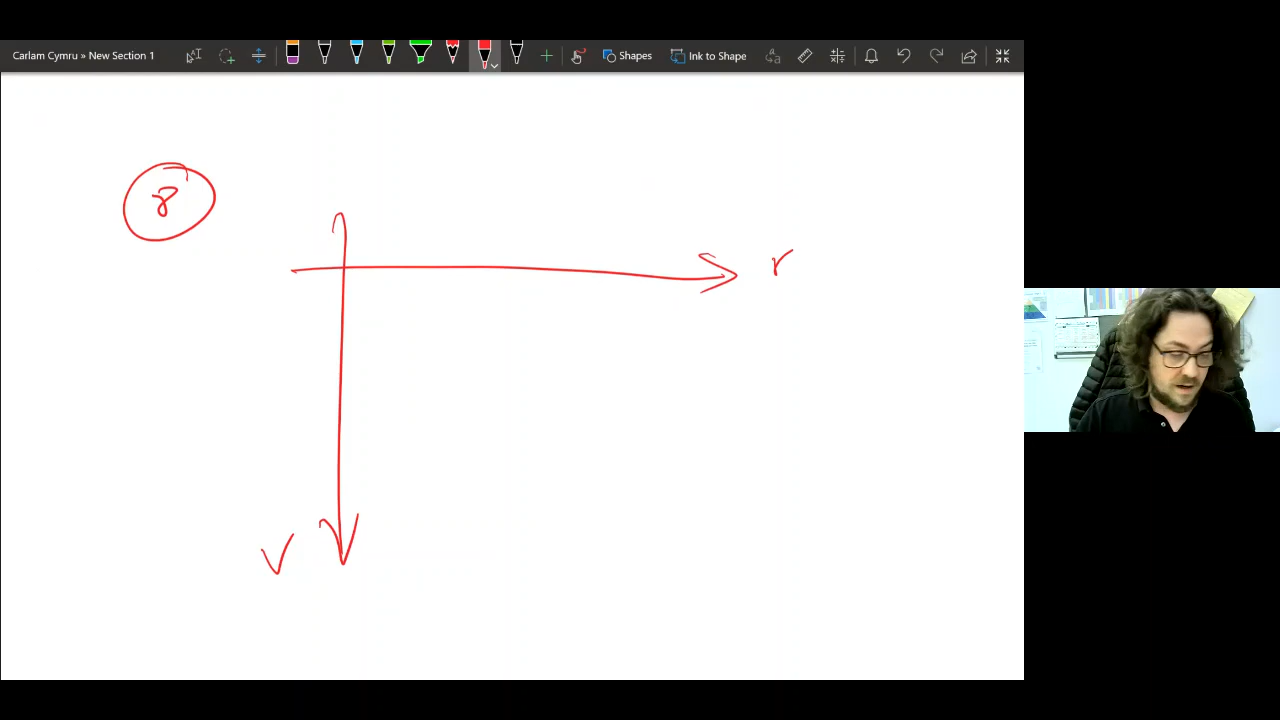 Carlam Cymru » New Section 1
Shapes
Ink to Shape
8
r
V